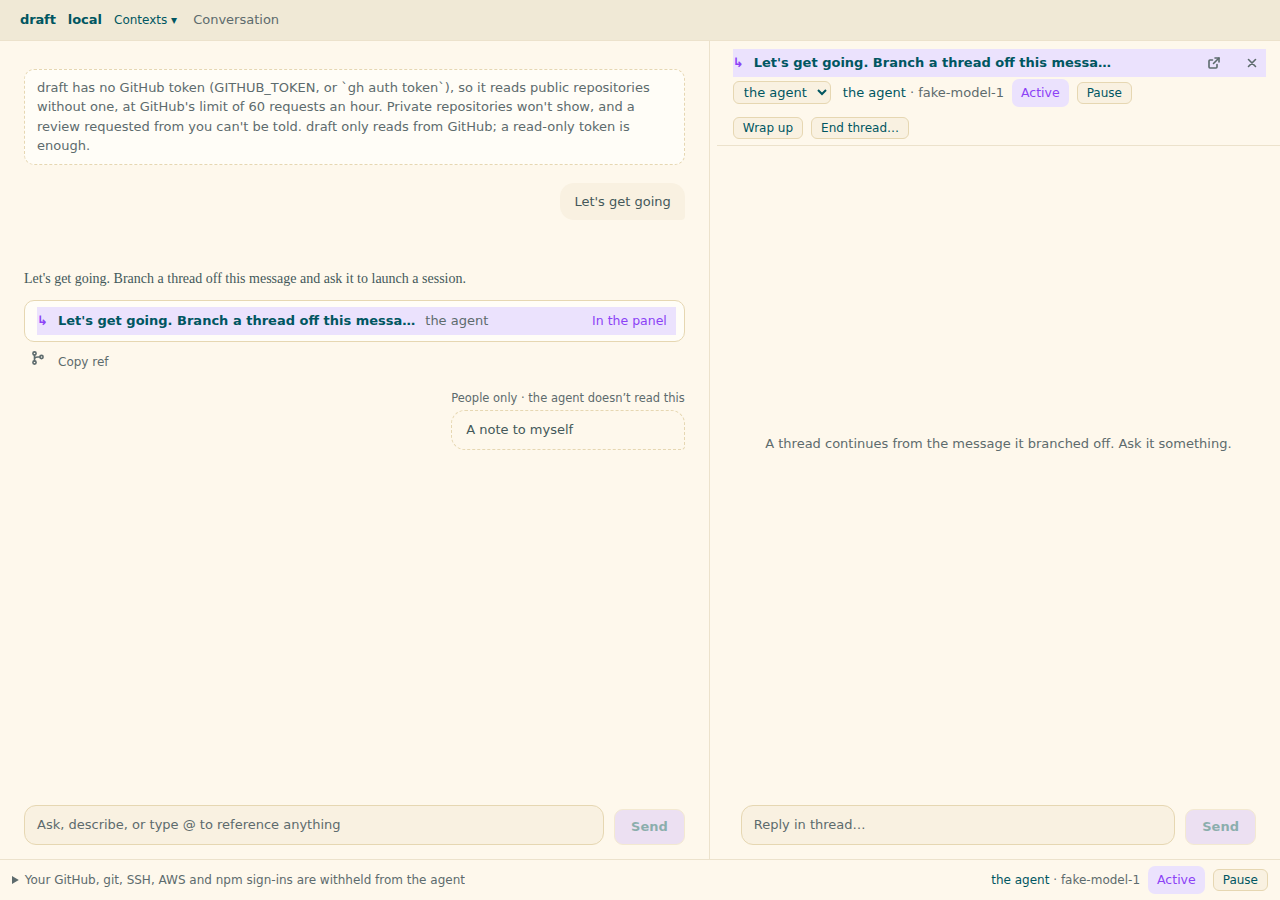 draft local Contexts ▾ Conversation
draft has no GitHub token (GITHUB_TOKEN, or `gh auth token`), so it reads public repositories
without one, at GitHub's limit of 60 requests an hour. Private repositories won't show, and a
review requested from you can't be told. draft only reads from GitHub; a read-only token is
enough.
Let's get going
Let's get going. Branch a thread off this message and ask it to launch a session.
↳ Let's get going. Branch a thread off this messa… the agent In the panel
Copy ref
People only · the agent doesn’t read this
A note to myself
Ask, describe, or type @ to reference anything Send
↳ Let's get going. Branch a thread off this messa…
the agent the agent · fake-model-1 Active Pause
Wrap up End thread…
A thread continues from the message it branched off. Ask it something.
Reply in thread… Send
▶ Your GitHub, git, SSH, AWS and npm sign-ins are withheld from the agent
the agent · fake-model-1 Active Pause